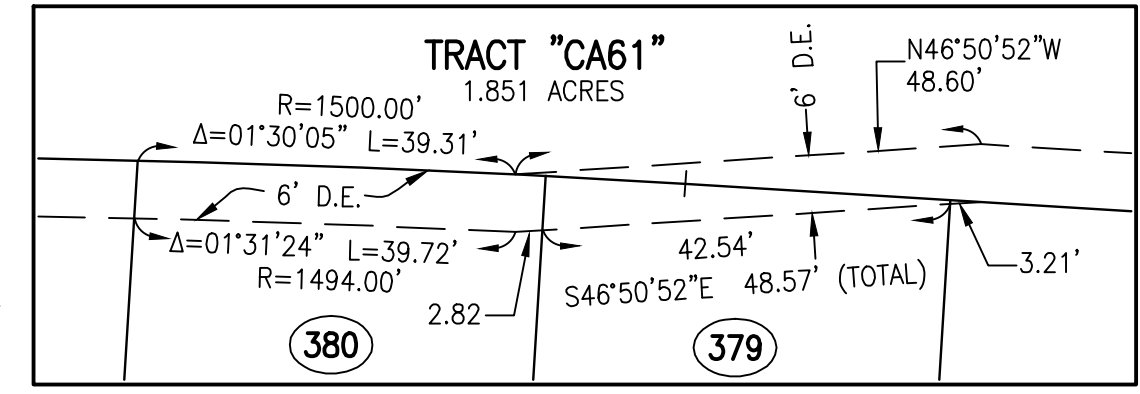 TRACT "CA61"
1.851 ACRES
6' D.E.
N46°50'52"W
48.60'
R=1500.00'
Δ=01°30'05" L=39.31'
6' D.E.
Δ=01°31'24" L=39.72'
R=1494.00'
2.82
42.54'
S46°50'52"E 48.57' (TOTAL)
3.21'
380
379